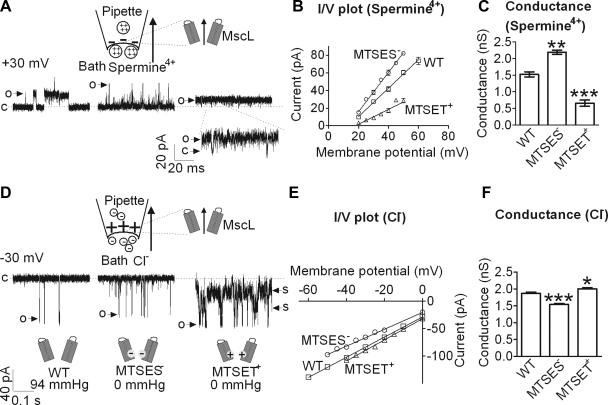 A
Pipette
MscL
+30 mV
Bath Spermine4+
O
C
O
O
C
20 pA
20 ms
B
I/V plot (Spermine4+)
Current (pA)
100
80
60
40
20
0
MTSES-
WT
MTSET+
0 20 40 60 80
Membrane potential (mV)
C
Conductance
(Spermine4+)
Conductance (nS)
2.5
2.0
1.5
1.0
0.5
0.0
**
***
WT
MTSES-
MTSET+
D
Pipette
MscL
-30 mV
Bath Cl-
C
O
O
S
S
O
40 pA
0.1 s
WT
94 mmHg
MTSES-
0 mmHg
MTSET+
0 mmHg
E
I/V plot (Cl-)
Membrane potential (mV)
-60 -40 -20 0
0
-50
-100
Current (pA)
MTSES-
WT
MTSET+
F
Conductance (Cl-)
Conductance (nS)
2.5
2.0
1.5
1.0
0.5
0.0
***
*
WT
MTSES-
MTSET+